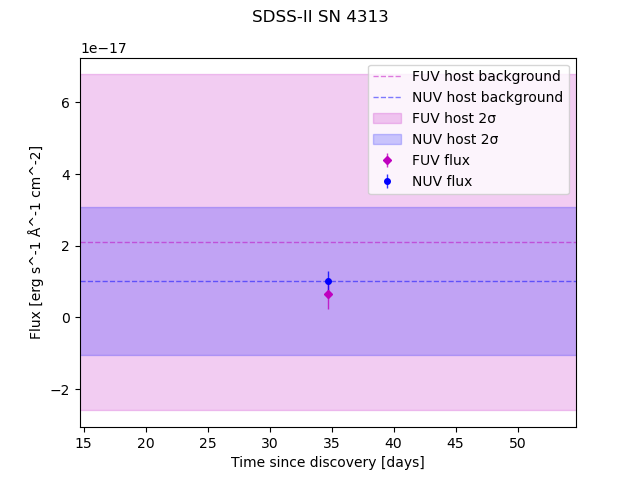 SDSS-II SN 4313
1e−17
FUV host background
NUV host background
FUV host 2σ
NUV host 2σ
FUV flux
NUV flux
6
4
2
0
−2
Flux [erg s^-1 Å^-1 cm^-2]
15 20 25 30 35 40 45 50
Time since discovery [days]